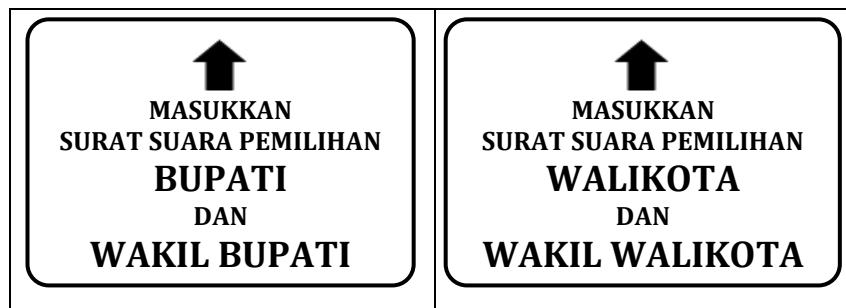 MASUKKAN
SURAT SUARA PEMILIHAN
BUPATI
DAN
WAKIL BUPATI
MASUKKAN
SURAT SUARA PEMILIHAN
WALIKOTA
DAN
WAKIL WALIKOTA